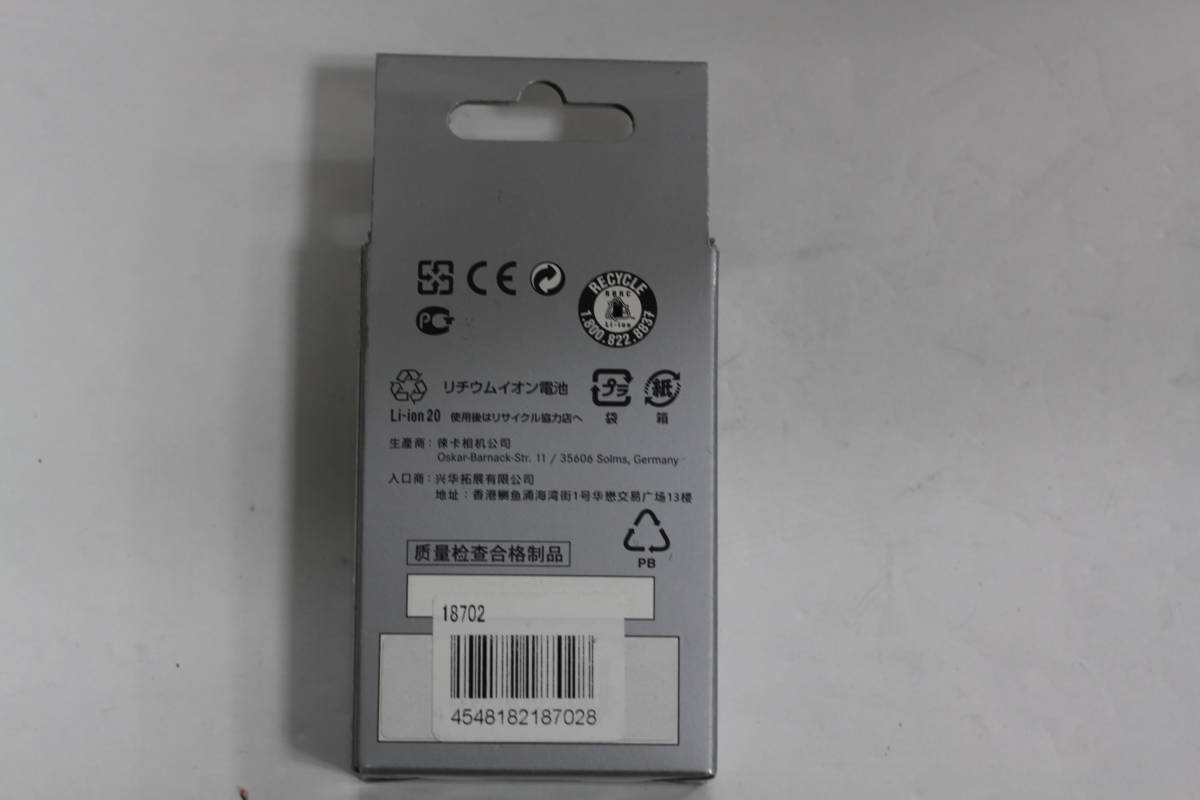 CE
RECYCLE
RBRC
Li-ion
1.800.822.8837
PG
リチウムイオン電池
プラ
紙
Li-ion 20
使用後はリサイクル協力店へ
袋
箱
生產商：徕卡相机公司
Oskar-Barnack-Str. 11 / 35606 Solms, Germany
入口商：兴华拓展有限公司
地址：香港鲗鱼涌海湾街1号华懋交易广场13楼
PB
质量检查合格制品
18702
4548182187028